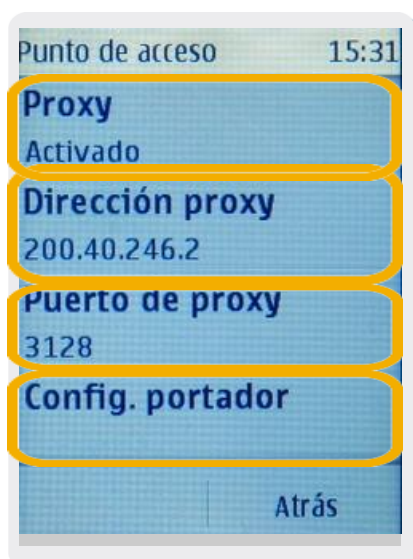 Punto de acceso 15:31
Proxy
Activado
Dirección proxy
200.40.246.2
Puerto de proxy
3128
Config. portador
Atrás